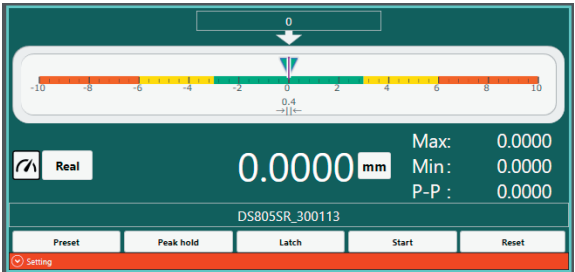 0
-10 -8 -6 -4 -2 0 2 4 6 8 10
0.4
→||←
Max: 0.0000
Real 0.0000 mm Min: 0.0000
P-P : 0.0000
DS805SR_300113
Preset Peak hold Latch Start Reset
Setting